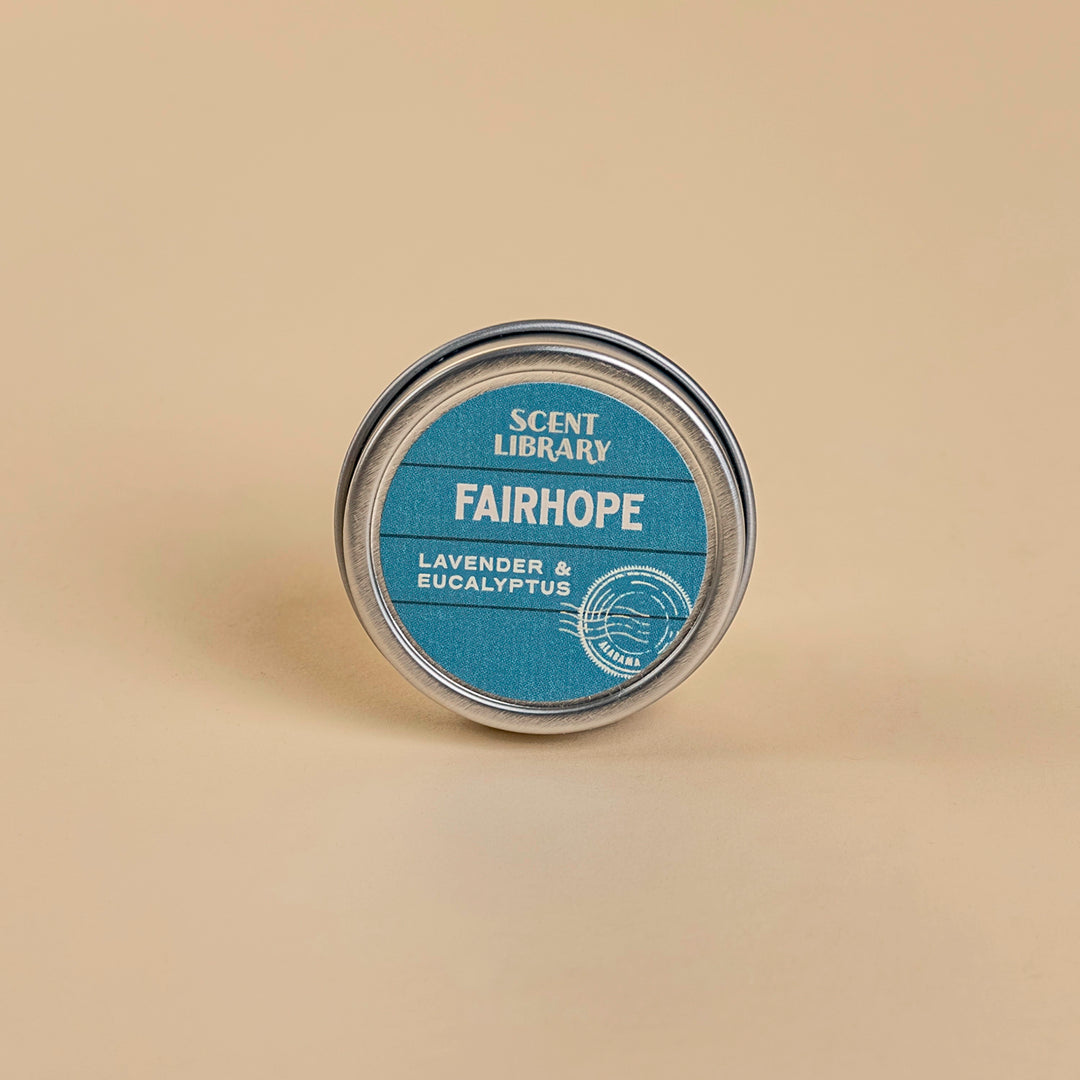 SCENT
LIBRARY
FAIRHOPE
LAVENDER &
EUCALYPTUS
ALABAMA